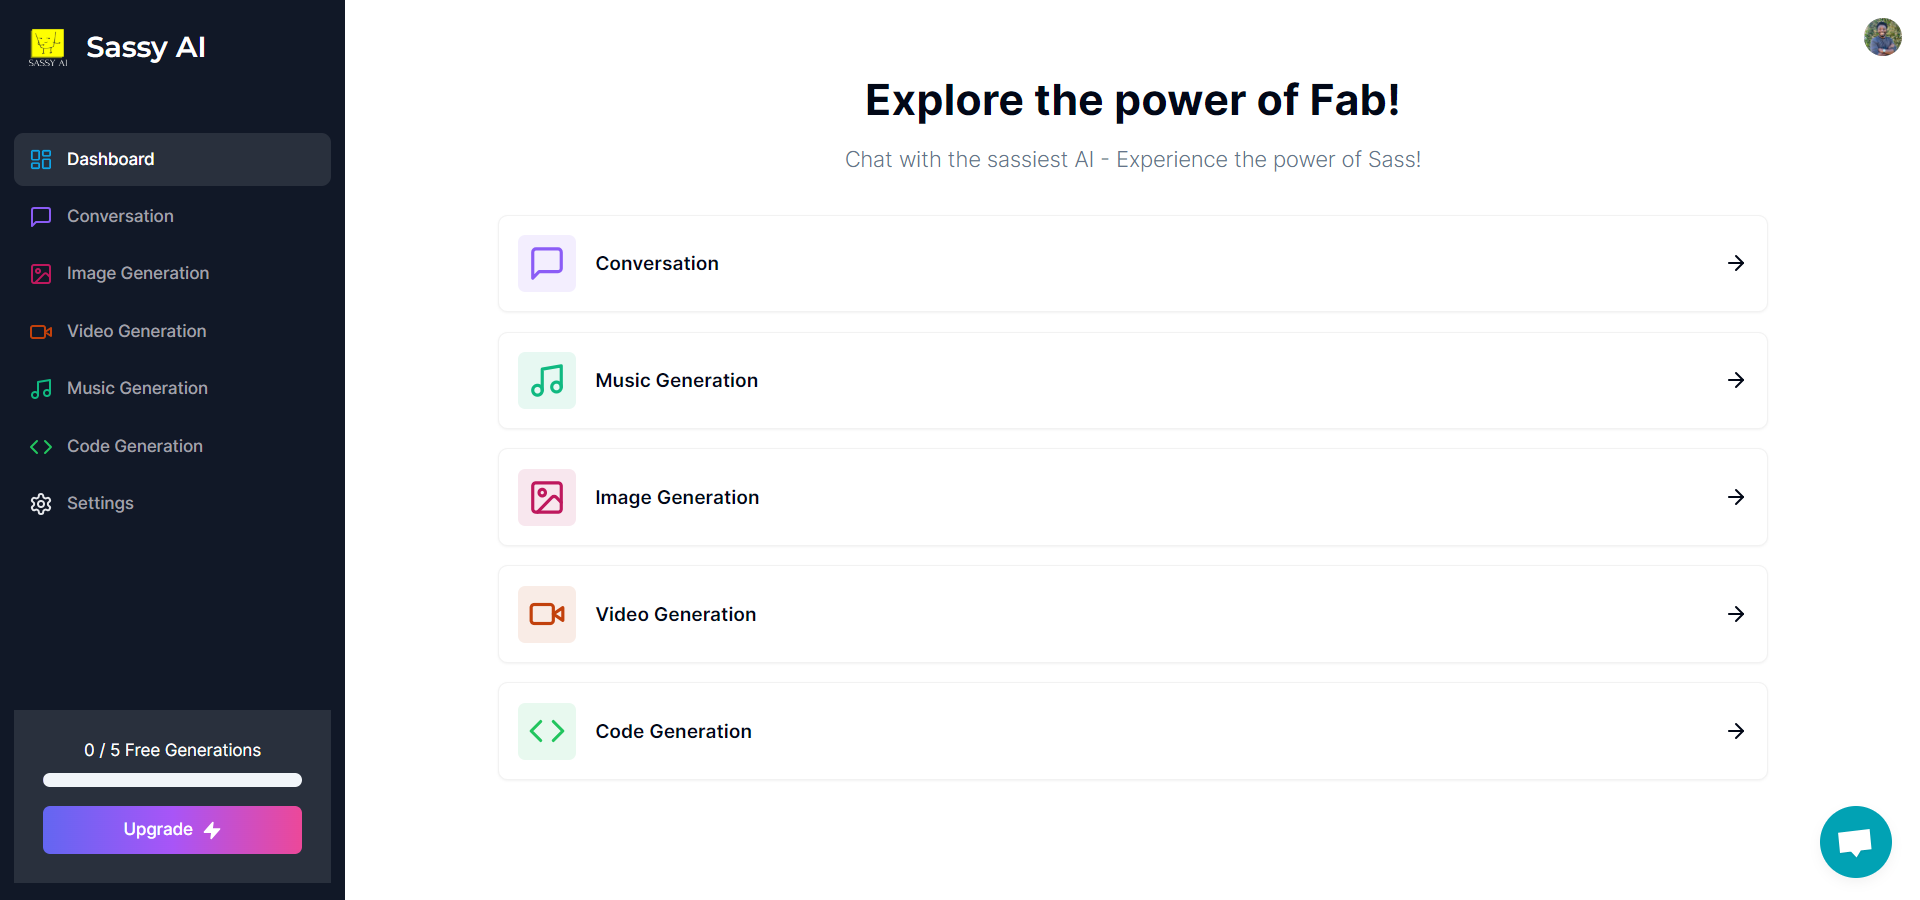 SASSY AI
Sassy AI
Dashboard
Conversation
Image Generation
Video Generation
Music Generation
Code Generation
Settings
0 / 5 Free Generations
Upgrade
Explore the power of Fab!
Chat with the sassiest AI - Experience the power of Sass!
Conversation
Music Generation
Image Generation
Video Generation
Code Generation